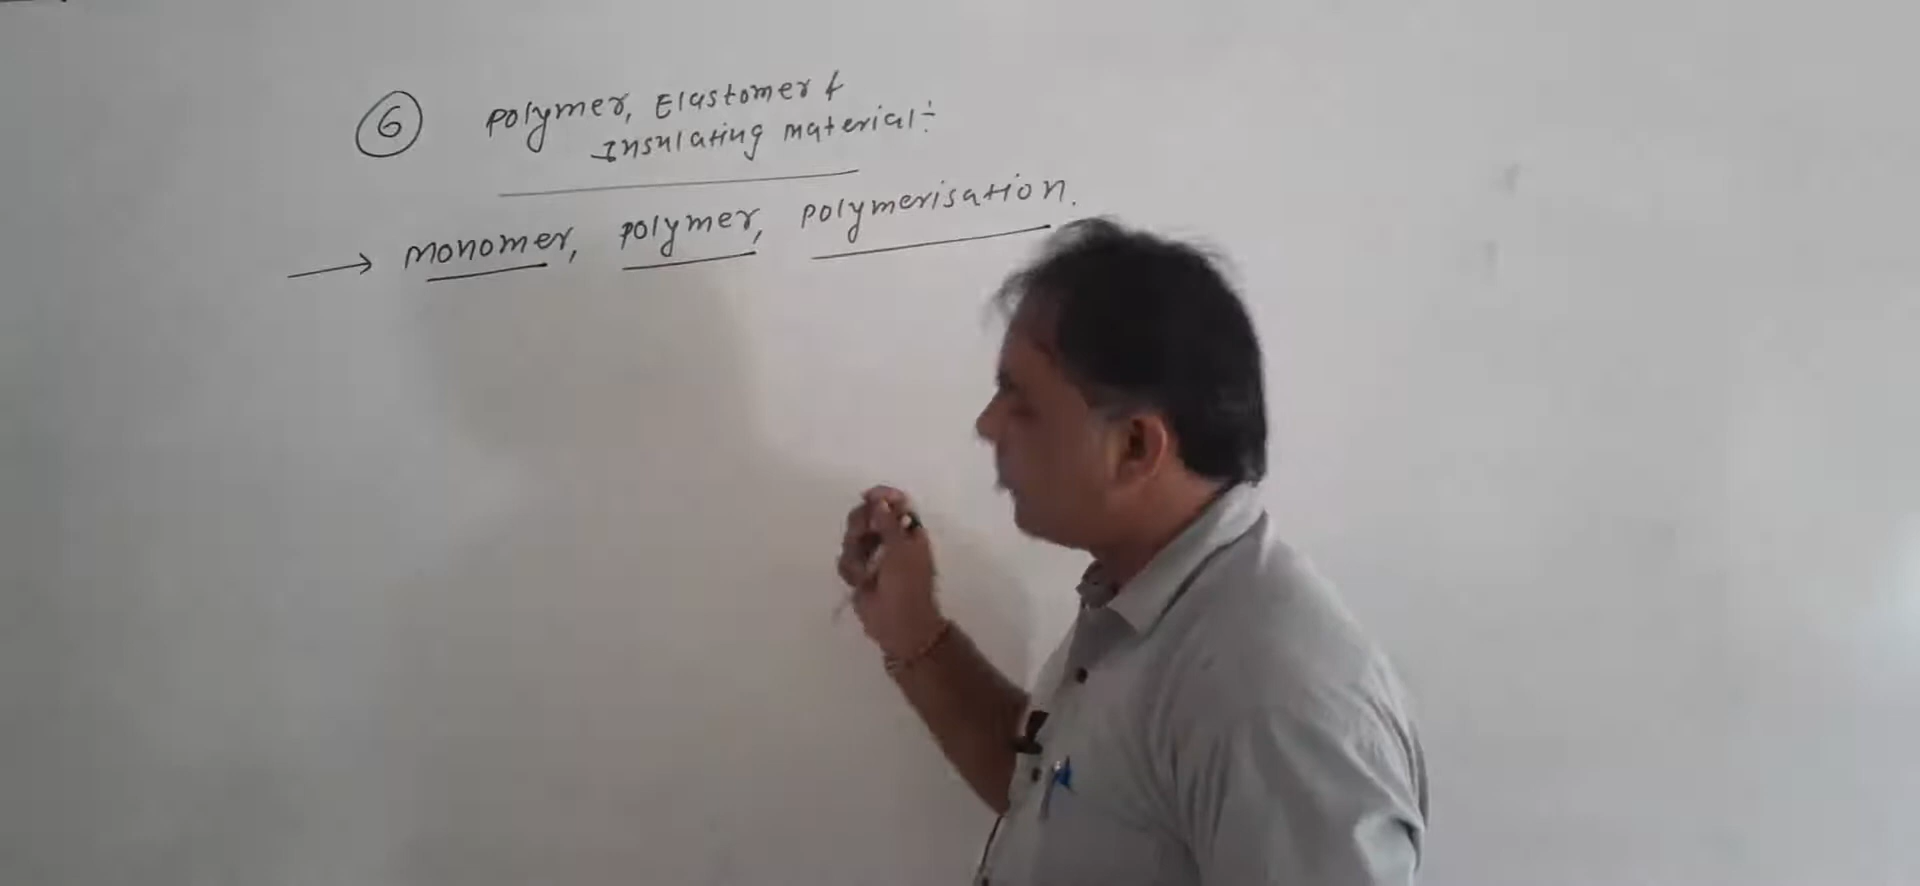 6 Polymer, Elastomer &
Insulating material÷
→ monomer, polymer, polymerisation.